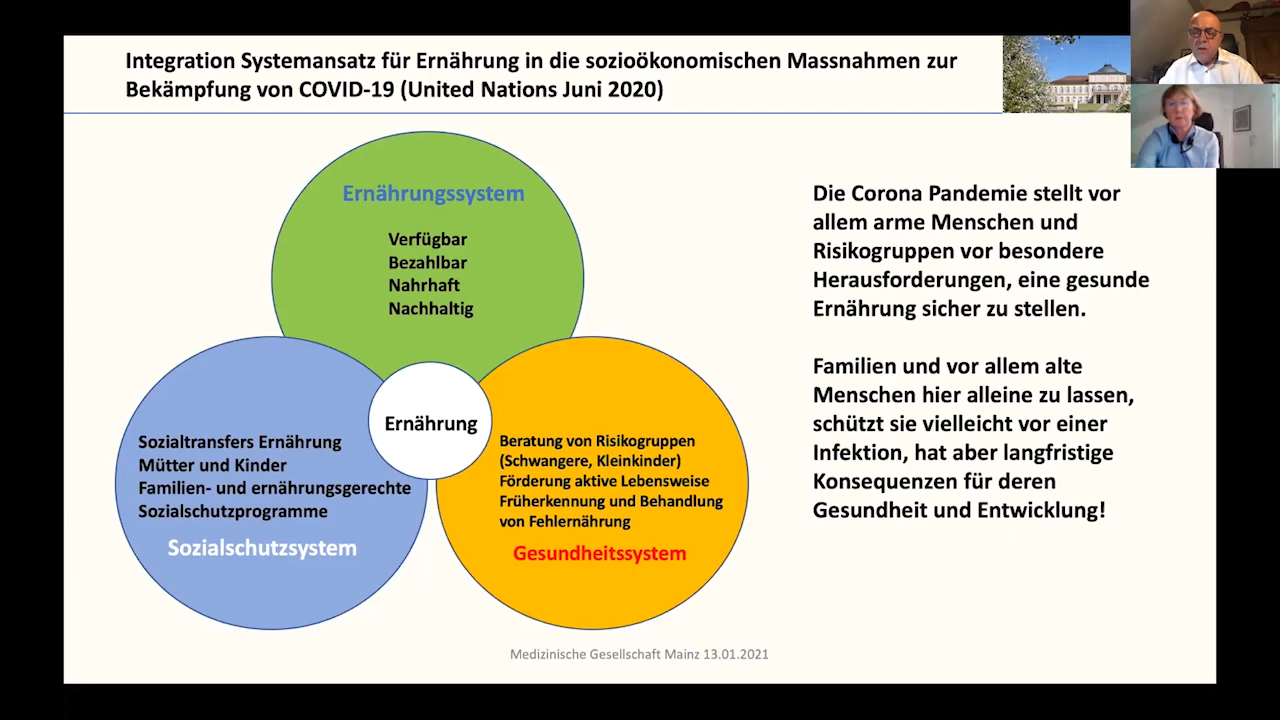 Integration Systemansatz für Ernährung in die sozioökonomischen Massnahmen zur
Bekämpfung von COVID-19 (United Nations Juni 2020)
Ernährungssystem
Verfügbar
Bezahlbar
Nahrhaft
Nachhaltig
Ernährung
Sozialtransfers Ernährung
Mütter und Kinder
Familien- und ernährungsgerechte
Sozialschutzprogramme
Sozialschutzsystem
Beratung von Risikogruppen
(Schwangere, Kleinkinder)
Förderung aktive Lebensweise
Früherkennung und Behandlung
von Fehlernährung
Gesundheitssystem
Die Corona Pandemie stellt vor
allem arme Menschen und
Risikogruppen vor besondere
Herausforderungen, eine gesunde
Ernährung sicher zu stellen.
Familien und vor allem alte
Menschen hier alleine zu lassen,
schützt sie vielleicht vor einer
Infektion, hat aber langfristige
Konsequenzen für deren
Gesundheit und Entwicklung!
Medizinische Gesellschaft Mainz 13.01.2021